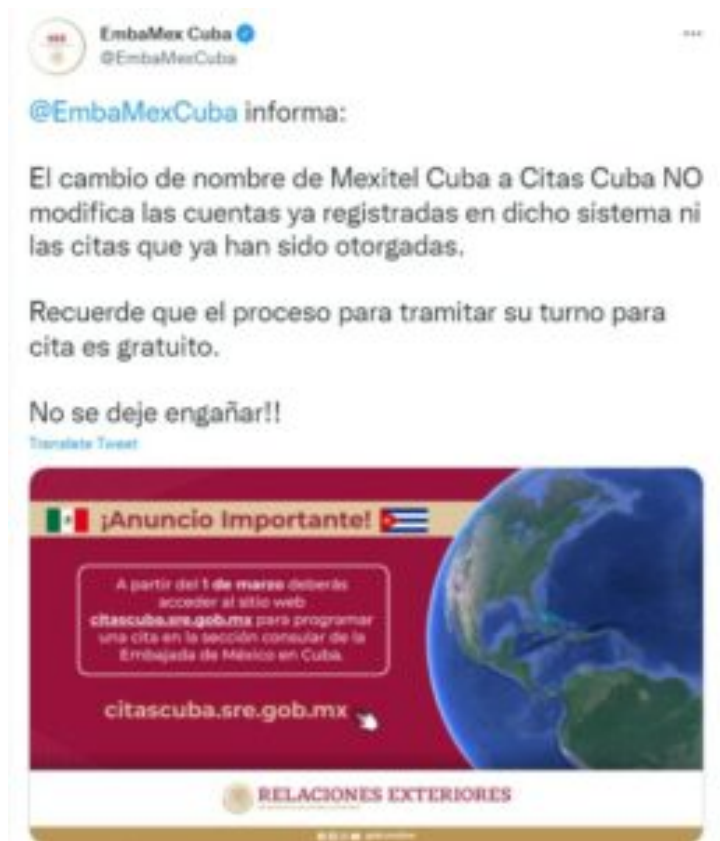 EmbaMex Cuba
@EmbaMexCuba
@EmbaMexCuba informa:
El cambio de nombre de Mexitel Cuba a Citas Cuba NO
modifica las cuentas ya registradas en dicho sistema ni
las citas que ya han sido otorgadas.
Recuerde que el proceso para tramitar su turno para
cita es gratuito.
No se deje engañar!!
Translate Tweet
¡Anuncio Importante!
A partir del 1 de marzo deberás
acceder al sitio web
citascuba.sre.gob.mx para programar
una cita en la sección consular de la
Embajada de México en Cuba.
citascuba.sre.gob.mx
RELACIONES EXTERIORES